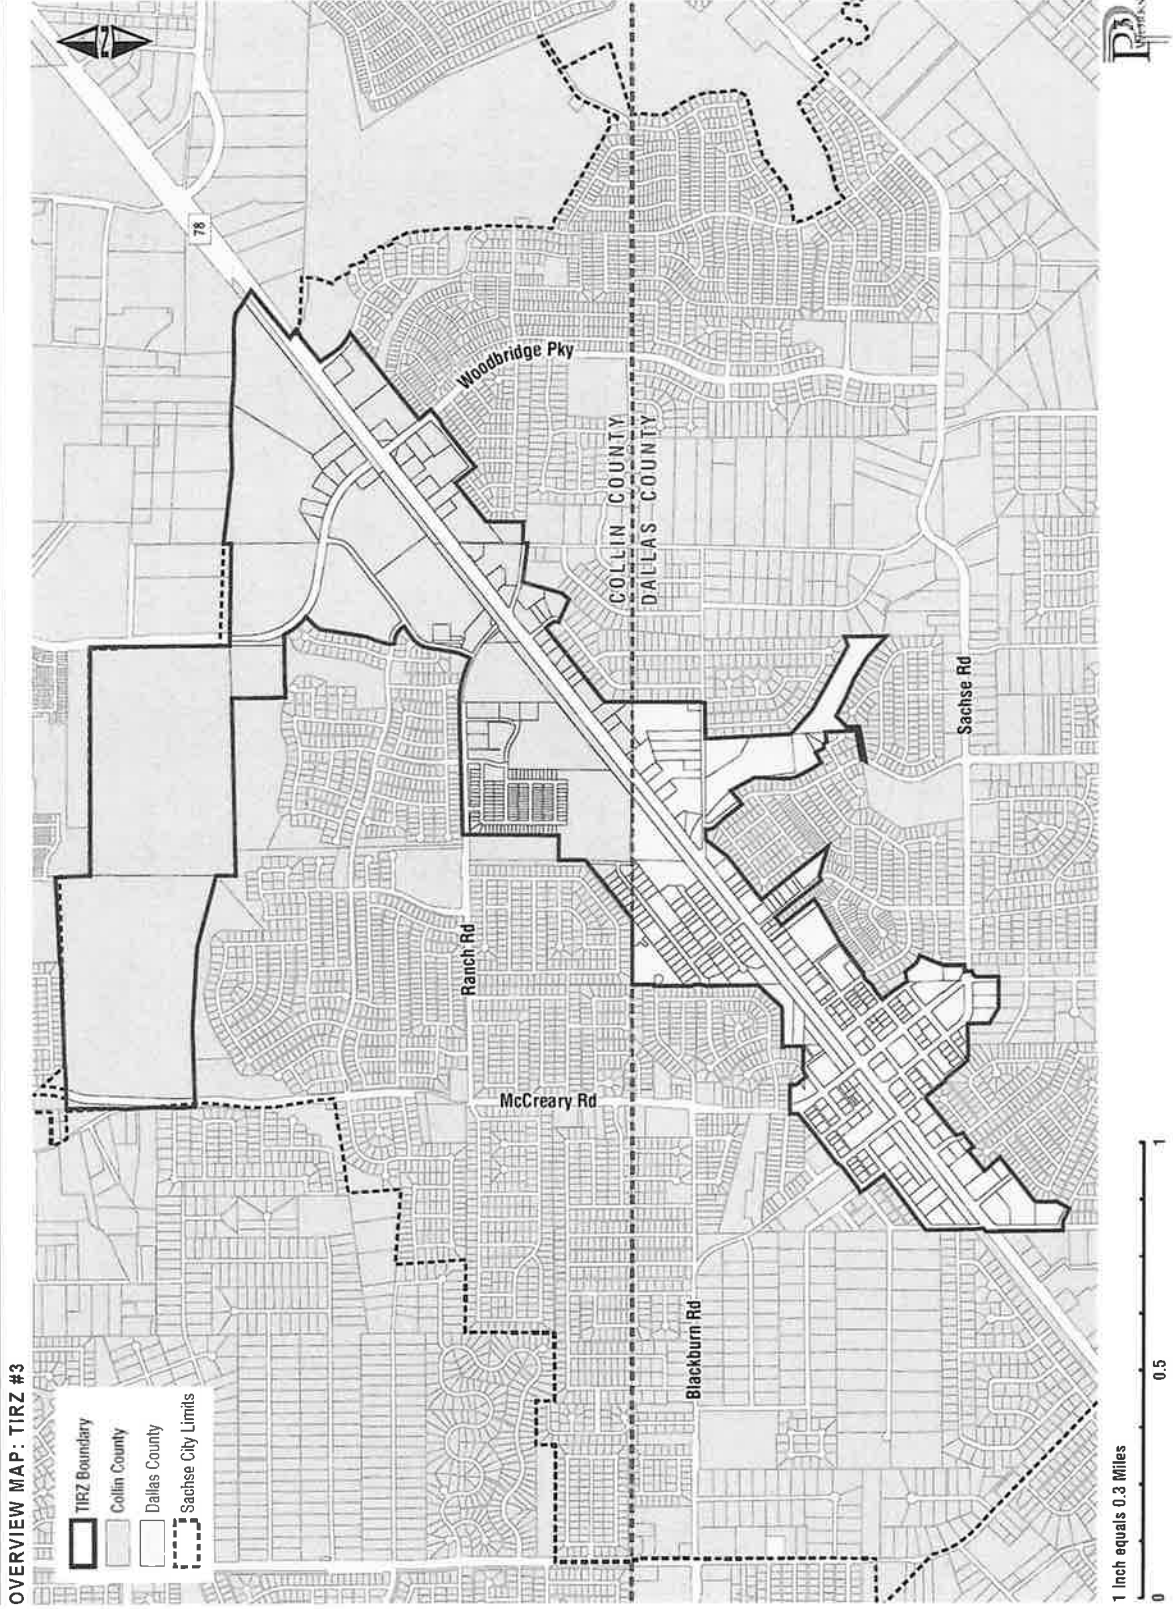 OVERVIEW MAP: TIRZ #3
TIRZ Boundary
Collin County
Dallas County
Sachse City Limits
N
78
Woodbridge Pky
COLLIN COUNTY
DALLAS COUNTY
Ranch Rd
McCreary Rd
Sachse Rd
Blackburn Rd
1 Inch equals 0.3 Miles
0
0.5
1
P3